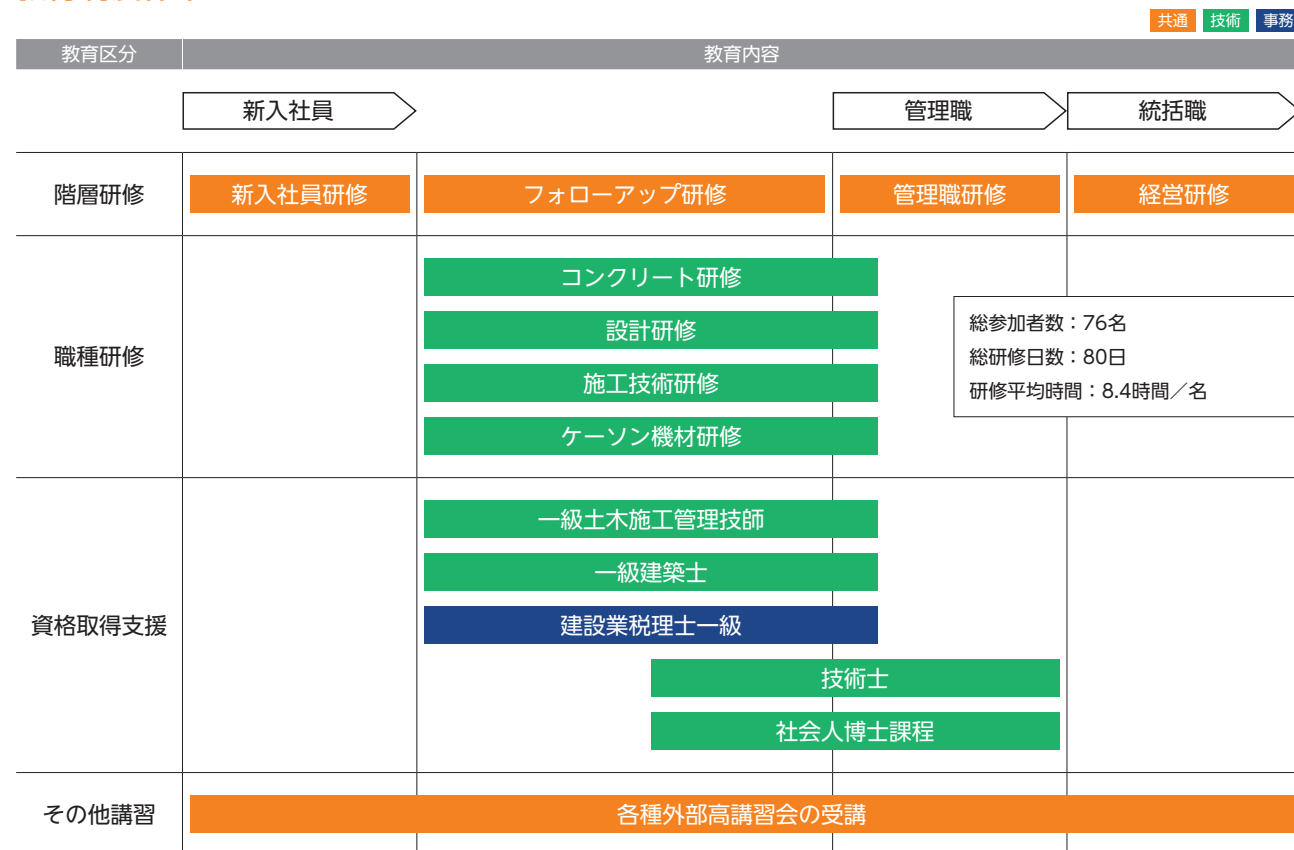 共通 技術 事務
教育区分 教育内容
新入社員 管理職 統括職
階層研修 新入社員研修 フォローアップ研修 管理職研修 経営研修
職種研修
コンクリート研修
設計研修
施工技術研修
ケーソン機材研修
総参加者数:76名
総研修日数:80日
研修平均時間:8.4時間/名
資格取得支援
一級土木施工管理技師
一級建築士
建設業税理士一級
技術士
社会人博士課程
その他講習 各種外部高講習会の受講